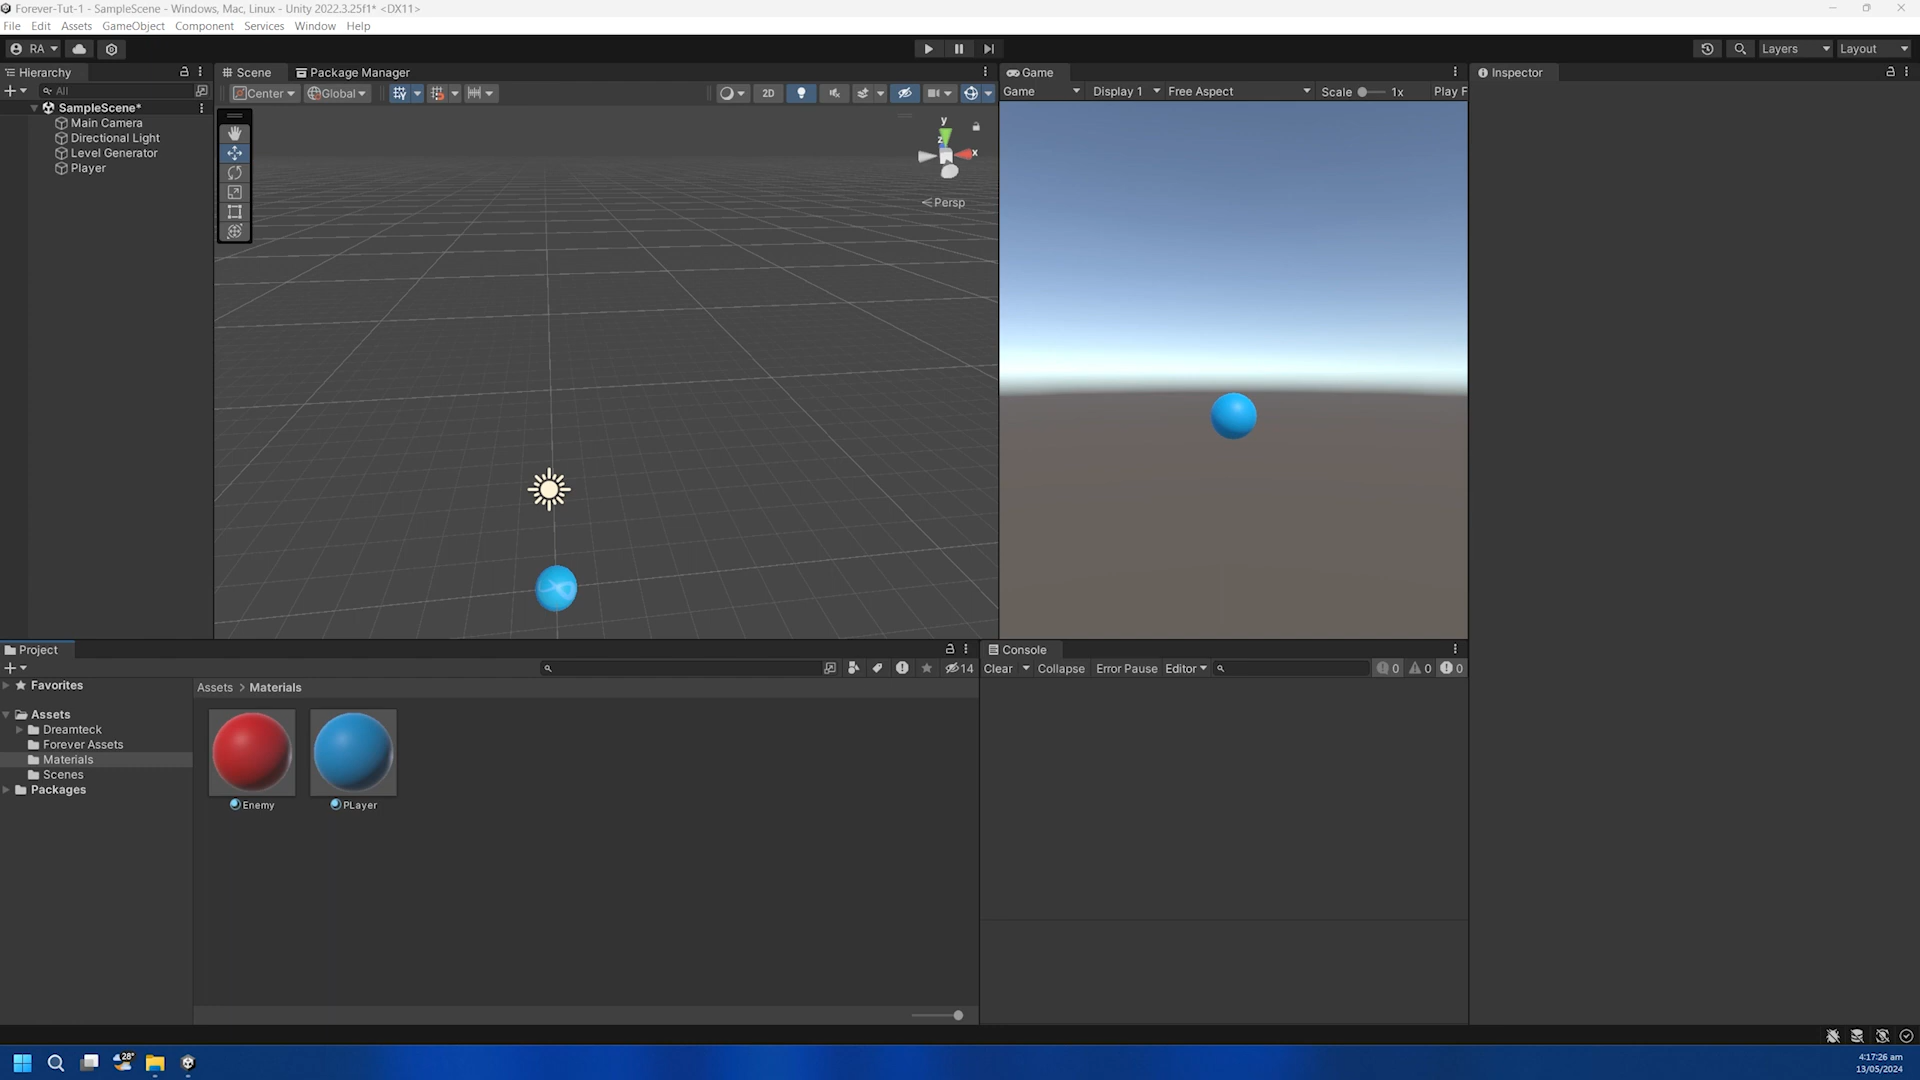 Forever-Tut-1 - SampleScene - Windows, Mac, Linux - Unity 2022.3.25f1* <DX11>
File Edit Assets GameObject Component Services Window Help
RA Layers Layout
Hierarchy
All
SampleScene*
Main Camera
Directional Light
Level Generator
Player
Scene Package Manager
Center Global 2D
y
z x
Persp
Game
Game Display 1 Free Aspect Scale 1x Play F
Inspector
Project
14
Favorites
Assets
Dreamteck
Forever Assets
Materials
Scenes
Packages
Assets > Materials
Enemy PLayer
Console
Clear Collapse Error Pause Editor 0 0 0
28°
4:17:26 am
13/05/2024